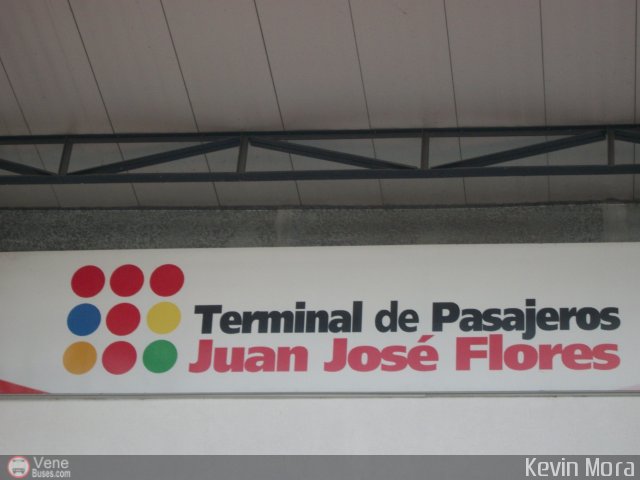 Terminal de Pasajeros
Juan José Flores
Vene
Buses.com
Kevin Mora